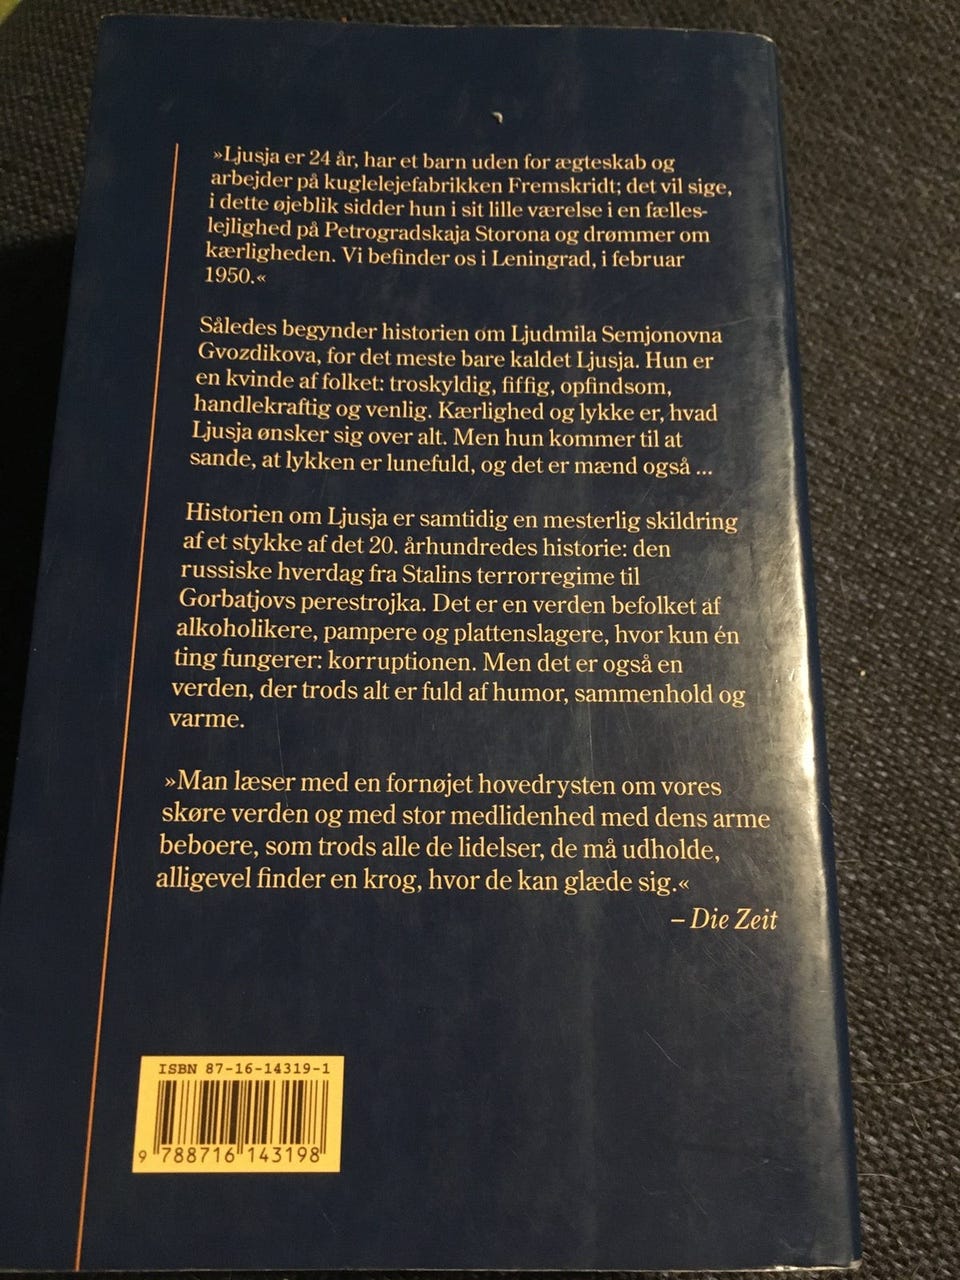 »Ljusja er 24 år, har et barn uden for ægteskab og
arbejder på kuglelejefabrikken Fremskridt; det vil sige,
i dette øjeblik sidder hun i sit lille værelse i en fælles-
lejlighed på Petrogradskaja Storona og drømmer om
kærligheden. Vi befinder os i Leningrad, i februar
1950.«
Således begynder historien om Ljudmila Semjonovna
Gvozdikova, for det meste bare kaldet Ljusja. Hun er
en kvinde af folket: troskyldig, fiffig, opfindsom,
handlekraftig og venlig. Kærlighed og lykke er, hvad
Ljusja ønsker sig over alt. Men hun kommer til at
sande, at lykken er lunefuld, og det er mænd også ...
Historien om Ljusja er samtidig en mesterlig skildring
af et stykke af det 20. århundredes historie: den
russiske hverdag fra Stalins terrorregime til
Gorbatjovs perestrojka. Det er en verden befolket af
alkoholikere, pampere og plattenslagere, hvor kun én
ting fungerer: korruptionen. Men det er også en
verden, der trods alt er fuld af humor, sammenhold og
varme.
»Man læser med en fornøjet hovedrysten om vores
skøre verden og med stor medlidenhed med dens arme
beboere, som trods alle de lidelser, de må udholde,
alligevel finder en krog, hvor de kan glæde sig.«
– Die Zeit
ISBN 87-16-14319-1
9 788716 143198